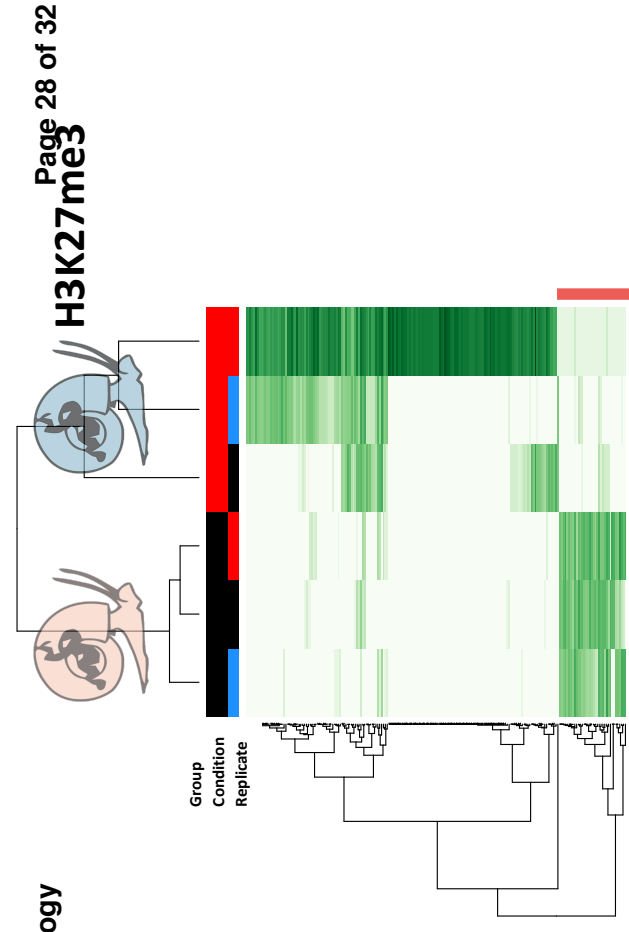 Page 28 of 32
H3K27me3
Group
Condition
Replicate
ogy